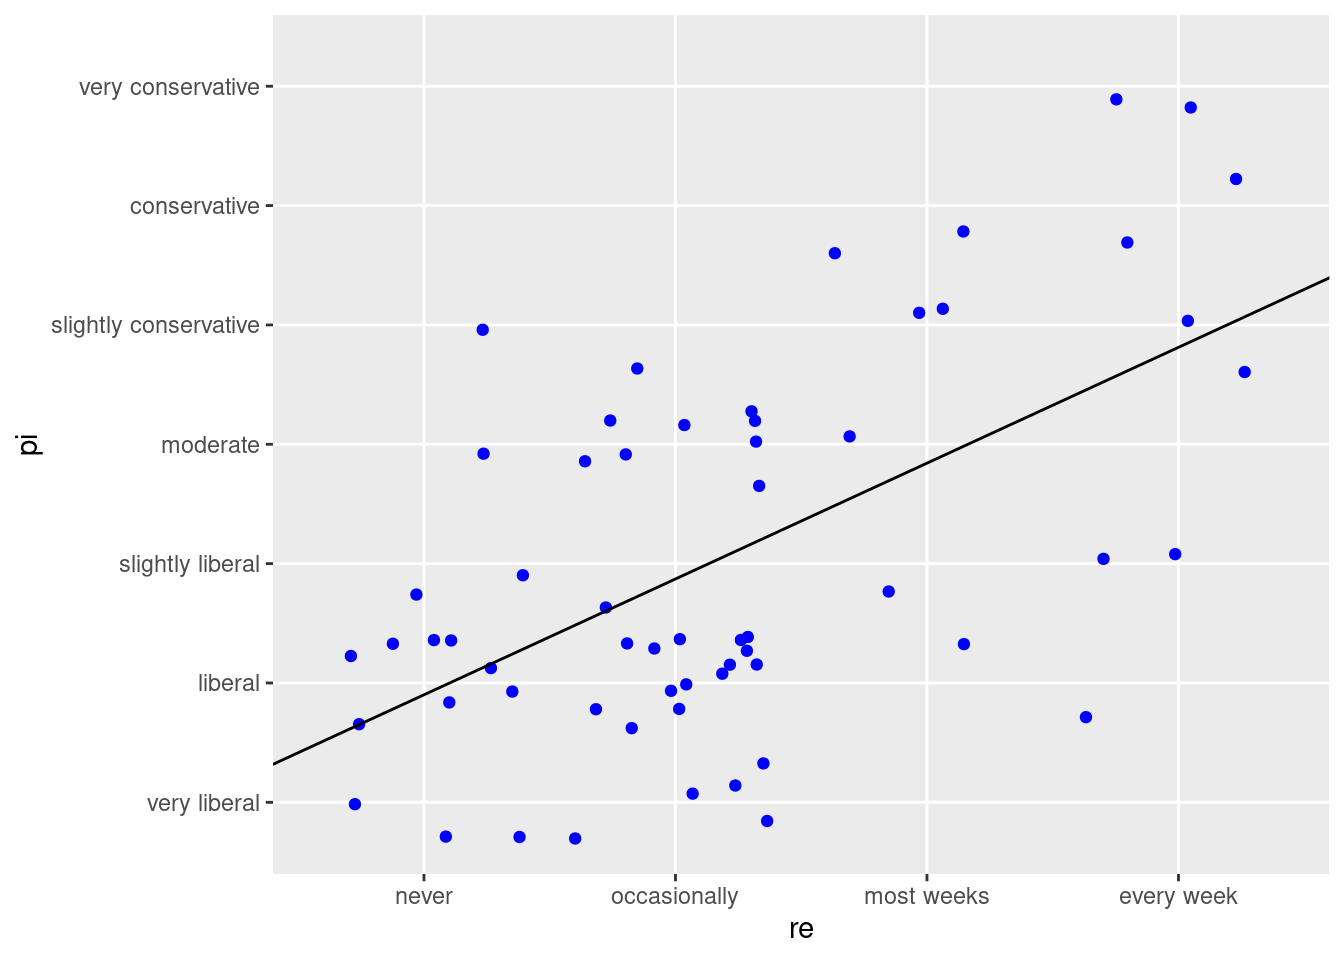 very conservative
conservative
slightly conservative
moderate
slightly liberal
liberal
very liberal
pi
never occasionally most weeks every week
re